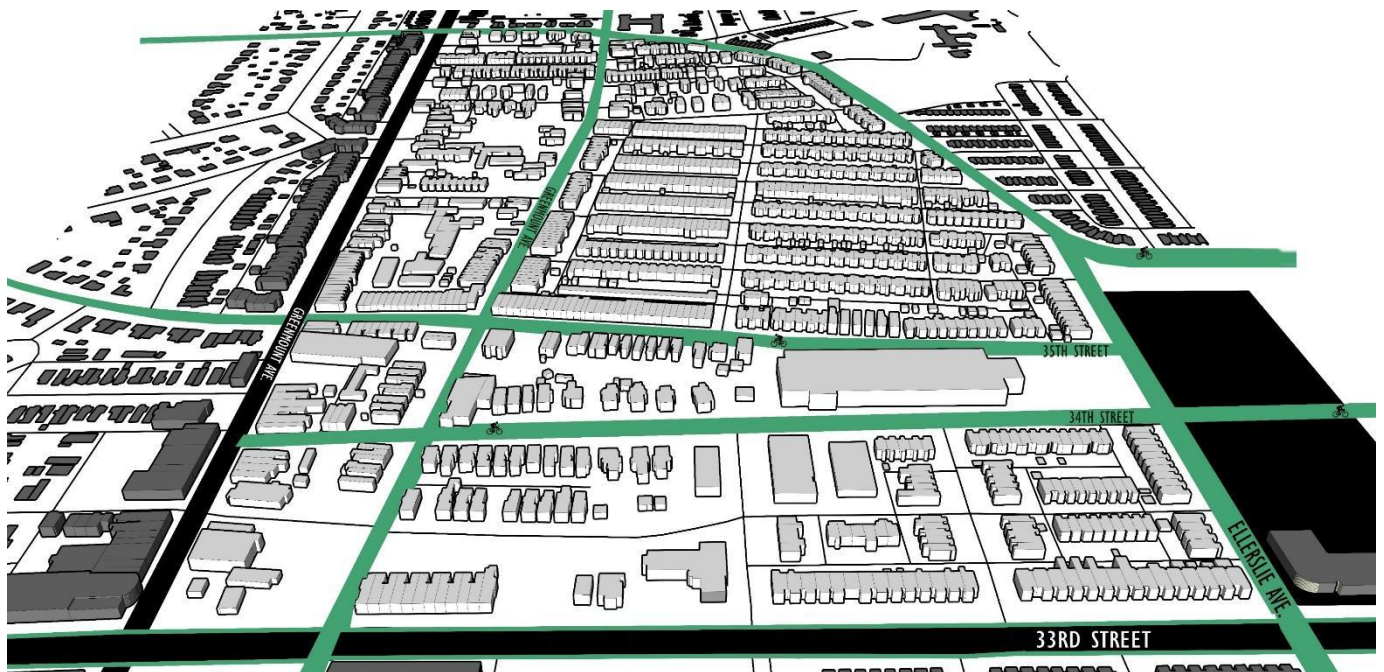 GREENMOUNT AVE.
GREENMOUNT AVE.
35TH STREET
34TH STREET
ELLERSLIE AVE.
33RD STREET